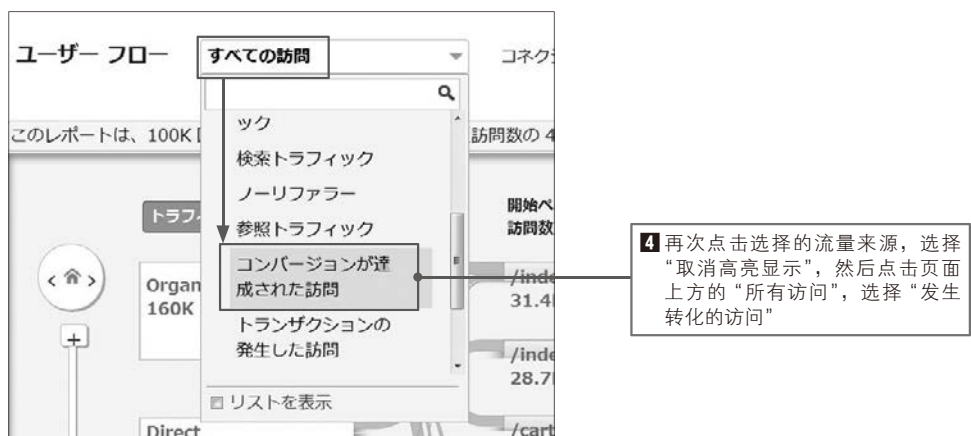 ユーザー フロー
すべての訪問
コネク
このレポートは、100K
訪問数の 4
ック
検索トラフィック
ノーリファラー
参照トラフィック
コンバージョンが達
成された訪問
トランザクションの
発生した訪問
リストを表示
トラフ
Organ
160K
Direct
開始ペ
訪問数
/inde
31.4
/inde
28.7
/cart
4 再次点击选择的流量来源，选择
“取消高亮显示”，然后点击页面
上方的 “所有访问”，选择 “发生
转化的访问”